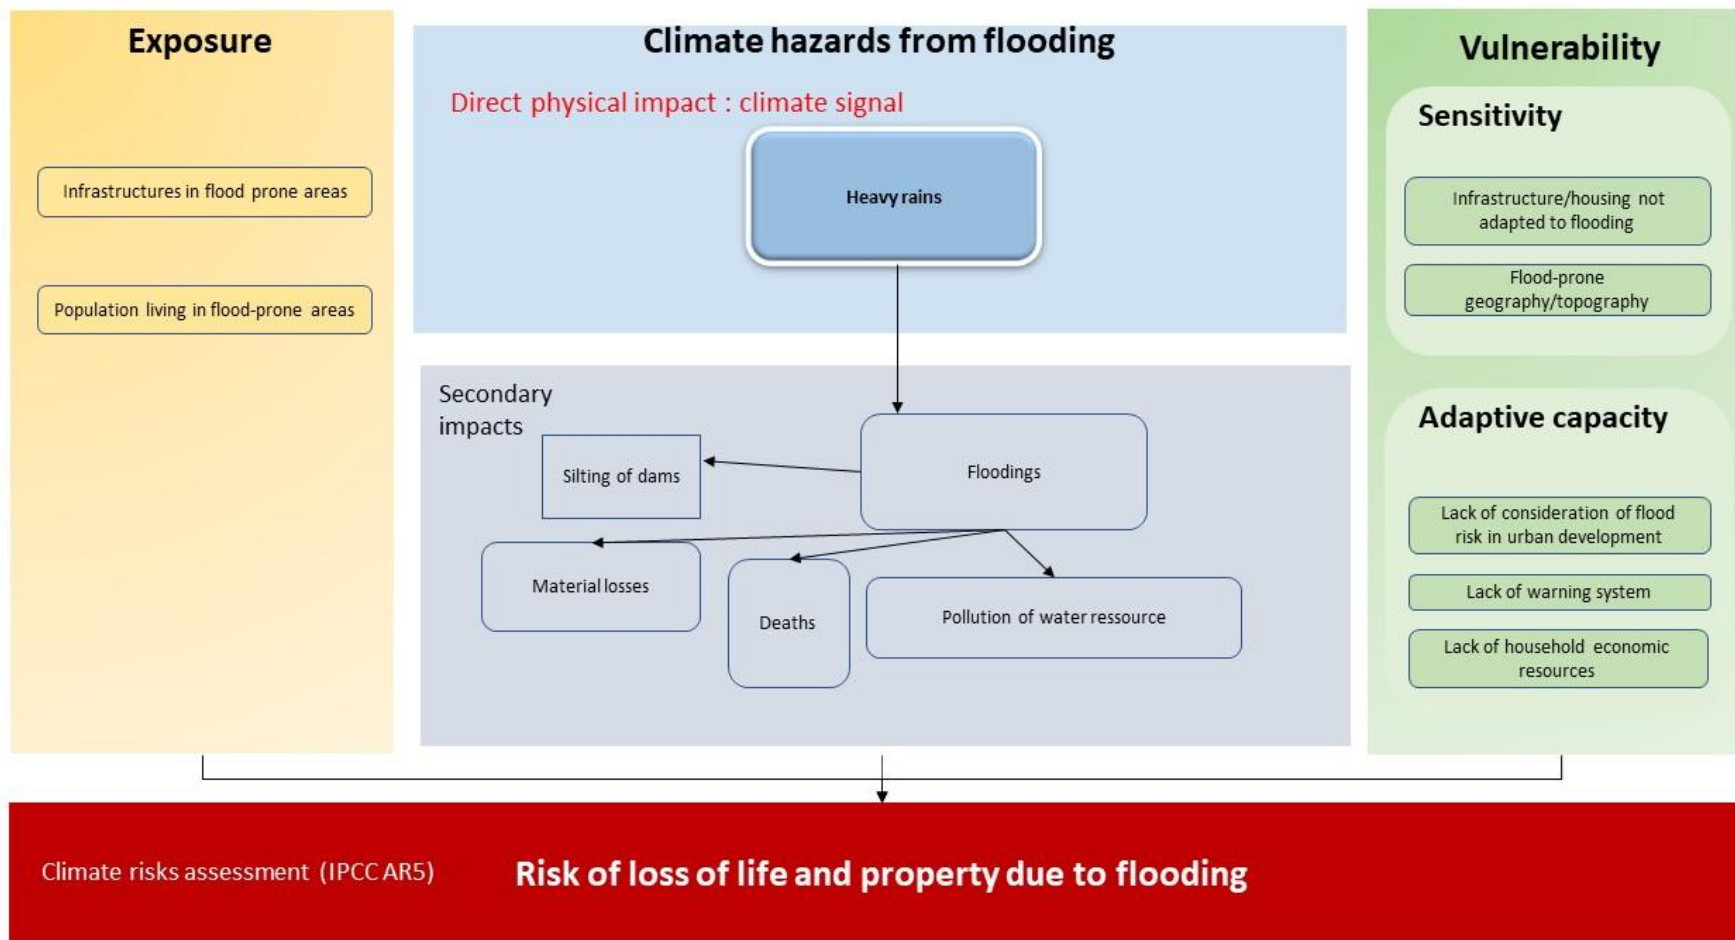 Exposure
Infrastructures in flood prone areas
Population living in flood-prone areas
Climate hazards from flooding
Direct physical impact : climate signal
Heavy rains
Secondary
impacts
Silting of dams
Floodings
Material losses
Deaths
Pollution of water ressource
Vulnerability
Sensitivity
Infrastructure/housing not
adapted to flooding
Flood-prone
geography/topography
Adaptive capacity
Lack of consideration of flood
risk in urban development
Lack of warning system
Lack of household economic
resources
Climate risks assessment (IPCC AR5)
Risk of loss of life and property due to flooding